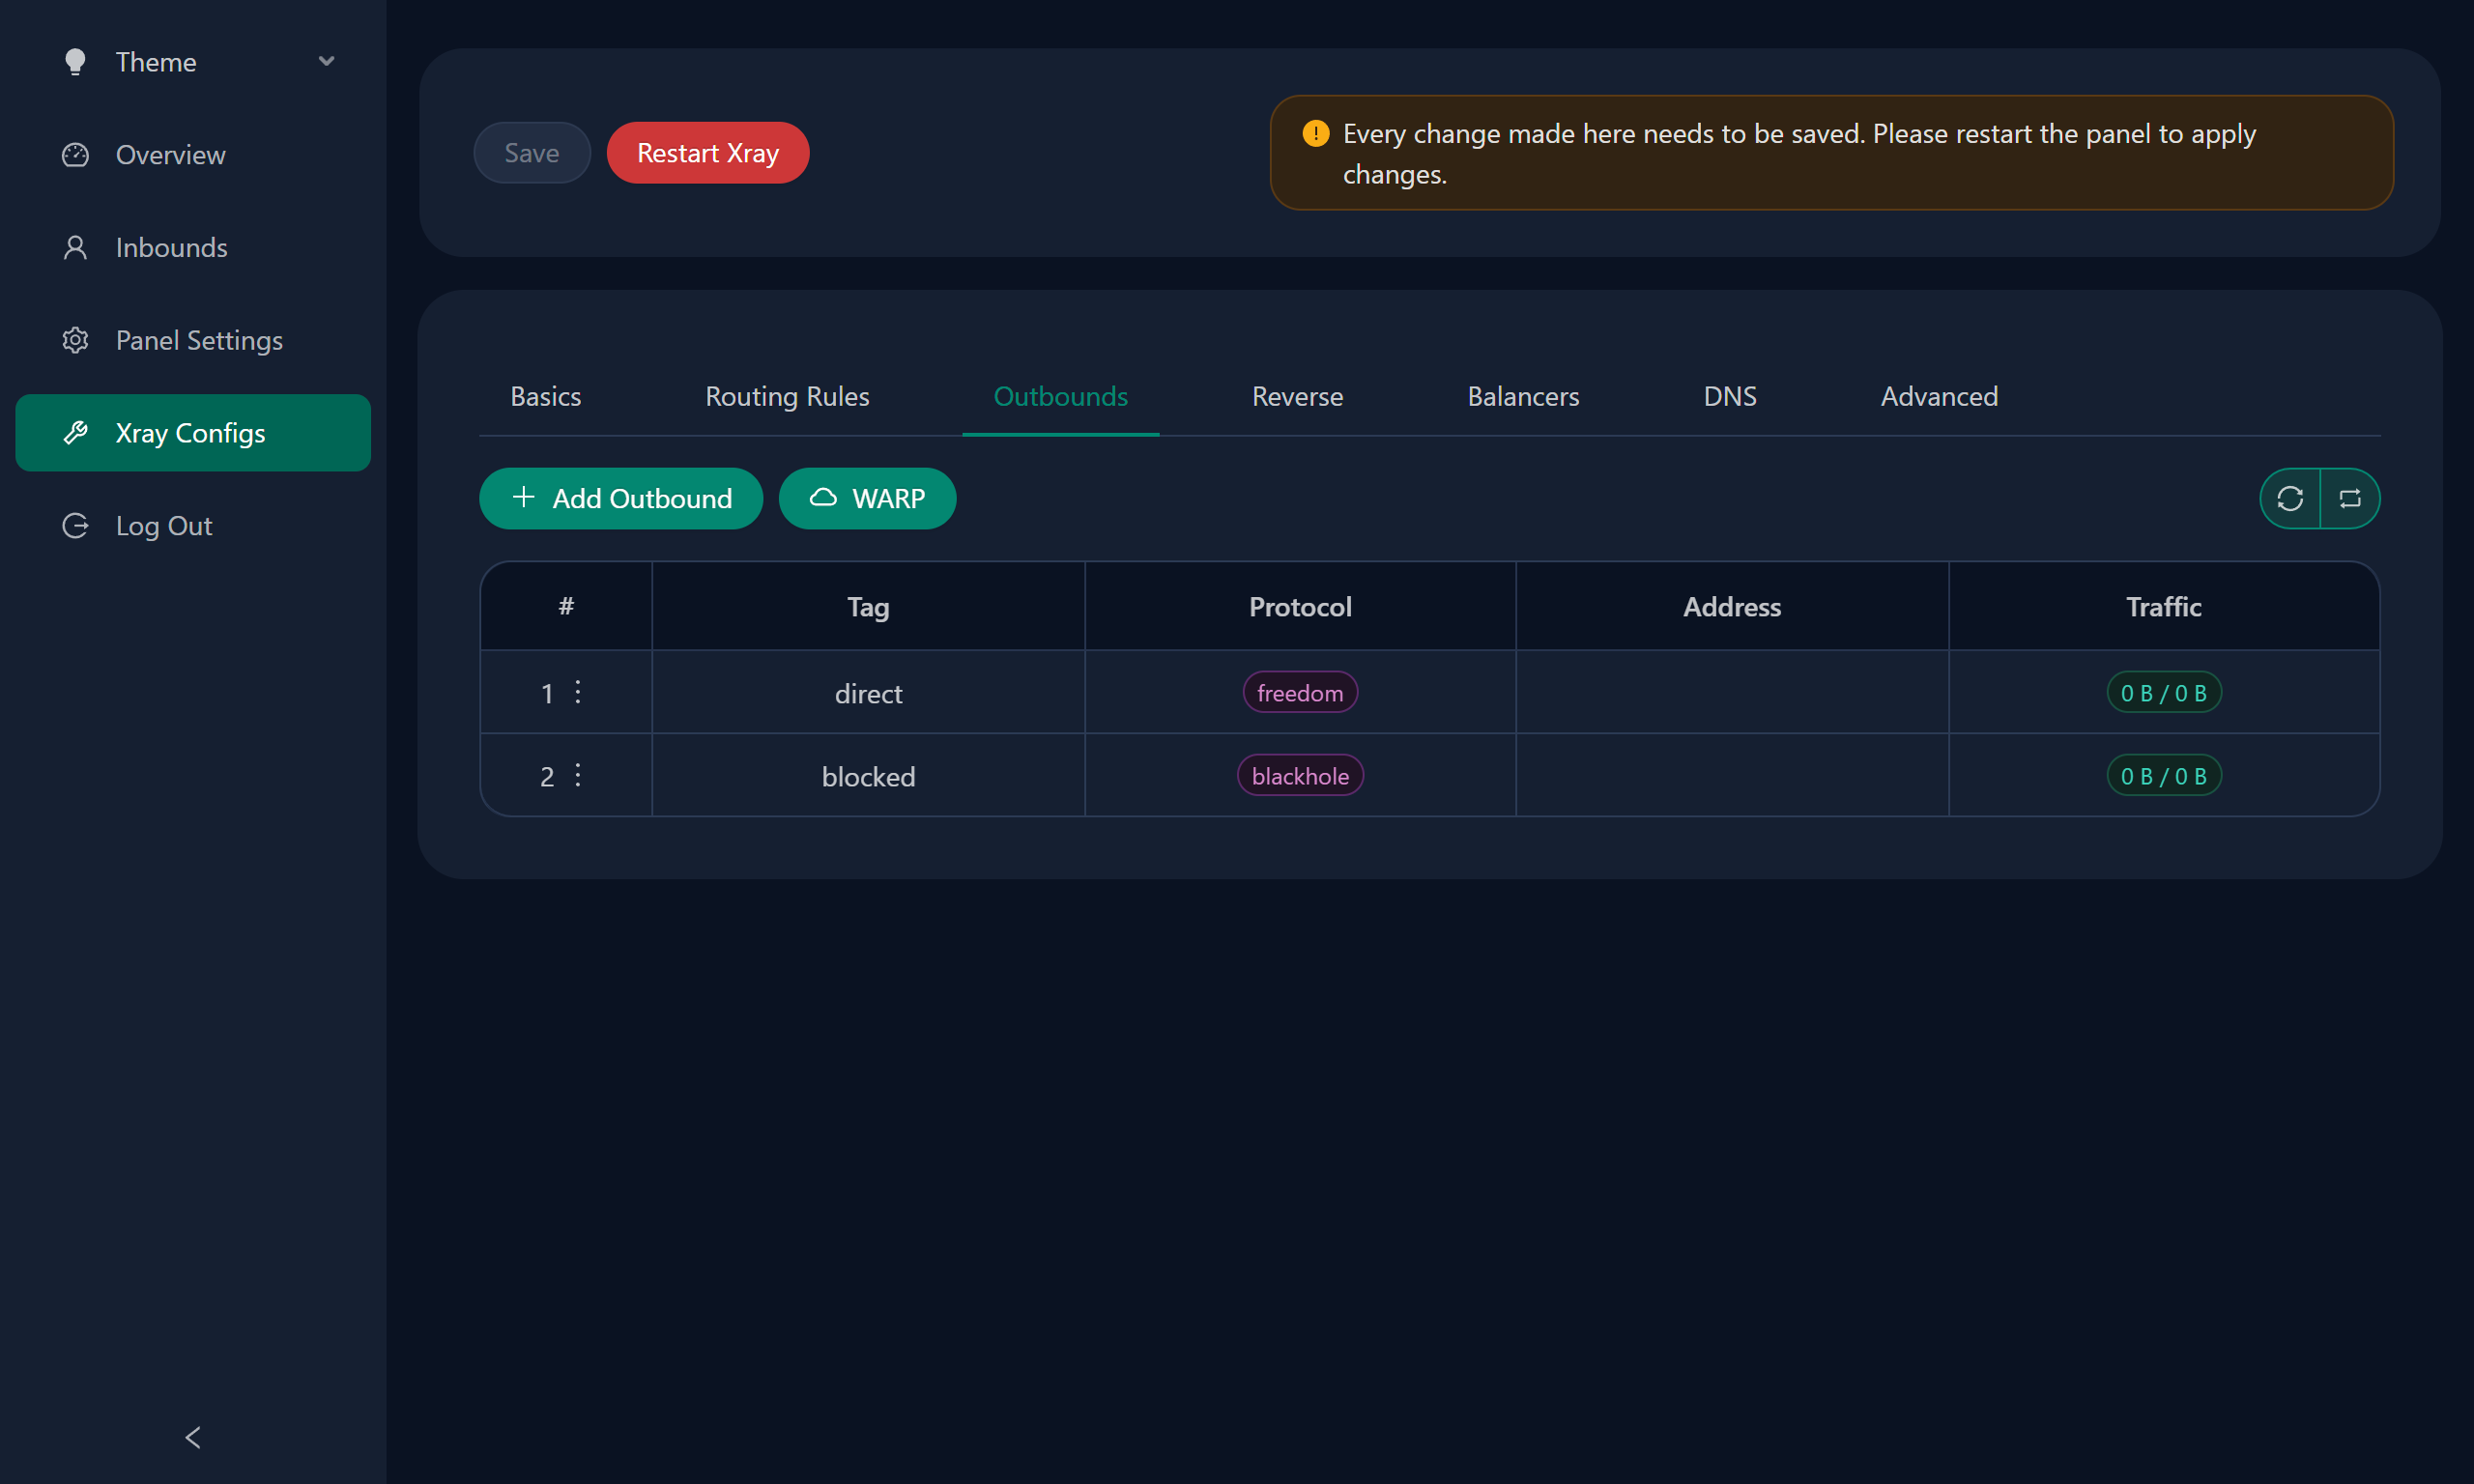 Theme
Overview
Inbounds
Panel Settings
Xray Configs
Log Out
Save
Restart Xray
Every change made here needs to be saved. Please restart the panel to apply
changes.
Basics Routing Rules Outbounds Reverse Balancers DNS Advanced
Add Outbound WARP
# Tag Protocol Address Traffic
1 direct freedom 0 B / 0 B
2 blocked blackhole 0 B / 0 B